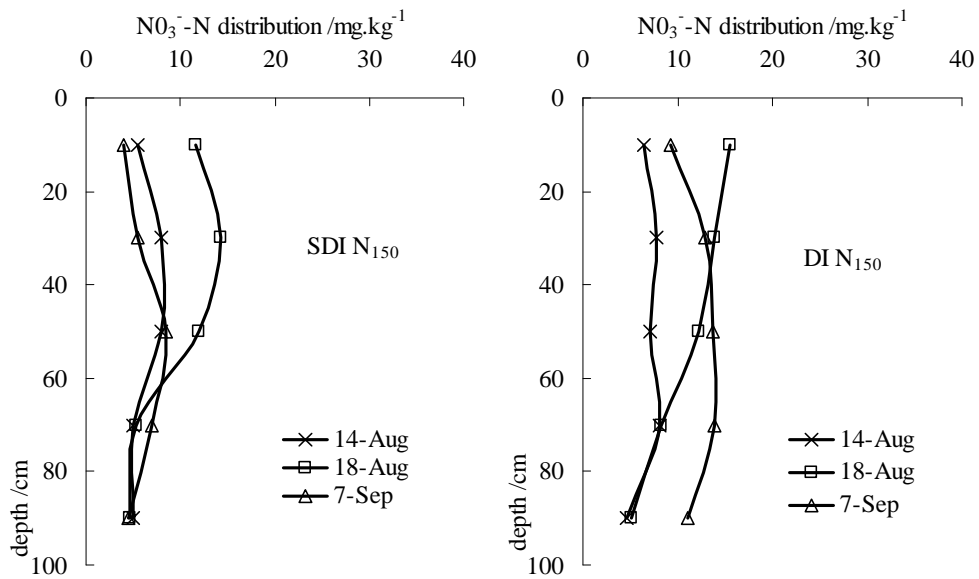 N0₃⁻-N distribution /mg.kg⁻¹
0 10 20 30 40
0
20
40
60
80
100
depth /cm
SDI N₁₅₀
14-Aug
18-Aug
7-Sep
N0₃⁻-N distribution /mg.kg⁻¹
0 10 20 30 40
0
20
40
60
80
100
depth /cm
DI N₁₅₀
14-Aug
18-Aug
7-Sep